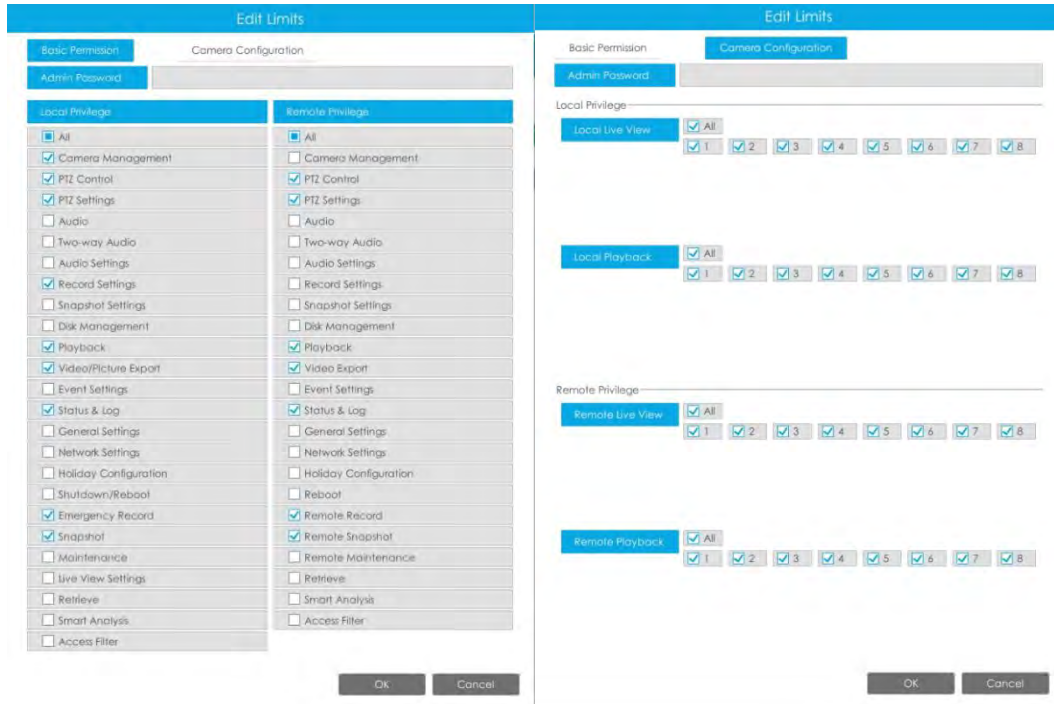 Edit Limits
Basic Permission Camera Configuration
Admin Password
Local Privilege Remote Privilege
All All
Camera Management Camera Management
PTZ Control PTZ Control
PTZ Settings PTZ Settings
Audio Audio
Two-way Audio Two-way Audio
Audio Settings Audio Settings
Record Settings Record Settings
Snapshot Settings Snapshot Settings
Disk Management Disk Management
Playback Playback
Video/Picture Export Video Export
Event Settings Event Settings
Status & Log Status & Log
General Settings General Settings
Network Settings Network Settings
Holiday Configuration Holiday Configuration
Shutdown/Reboot Reboot
Emergency Record Remote Record
Snapshot Remote Snapshot
Maintenance Remote Maintenance
Live View Settings Retrieve
Retrieve Smart Analysis
Smart Analysis Access Filter
Access Filter
OK Cancel
Edit Limits
Basic Permission Camera Configuration
Admin Password
Local Privilege
Local Live View All
1 2 3 4 5 6 7 8
Local Playback All
1 2 3 4 5 6 7 8
Remote Privilege
Remote Live View All
1 2 3 4 5 6 7 8
Remote Playback All
1 2 3 4 5 6 7 8
OK Cancel